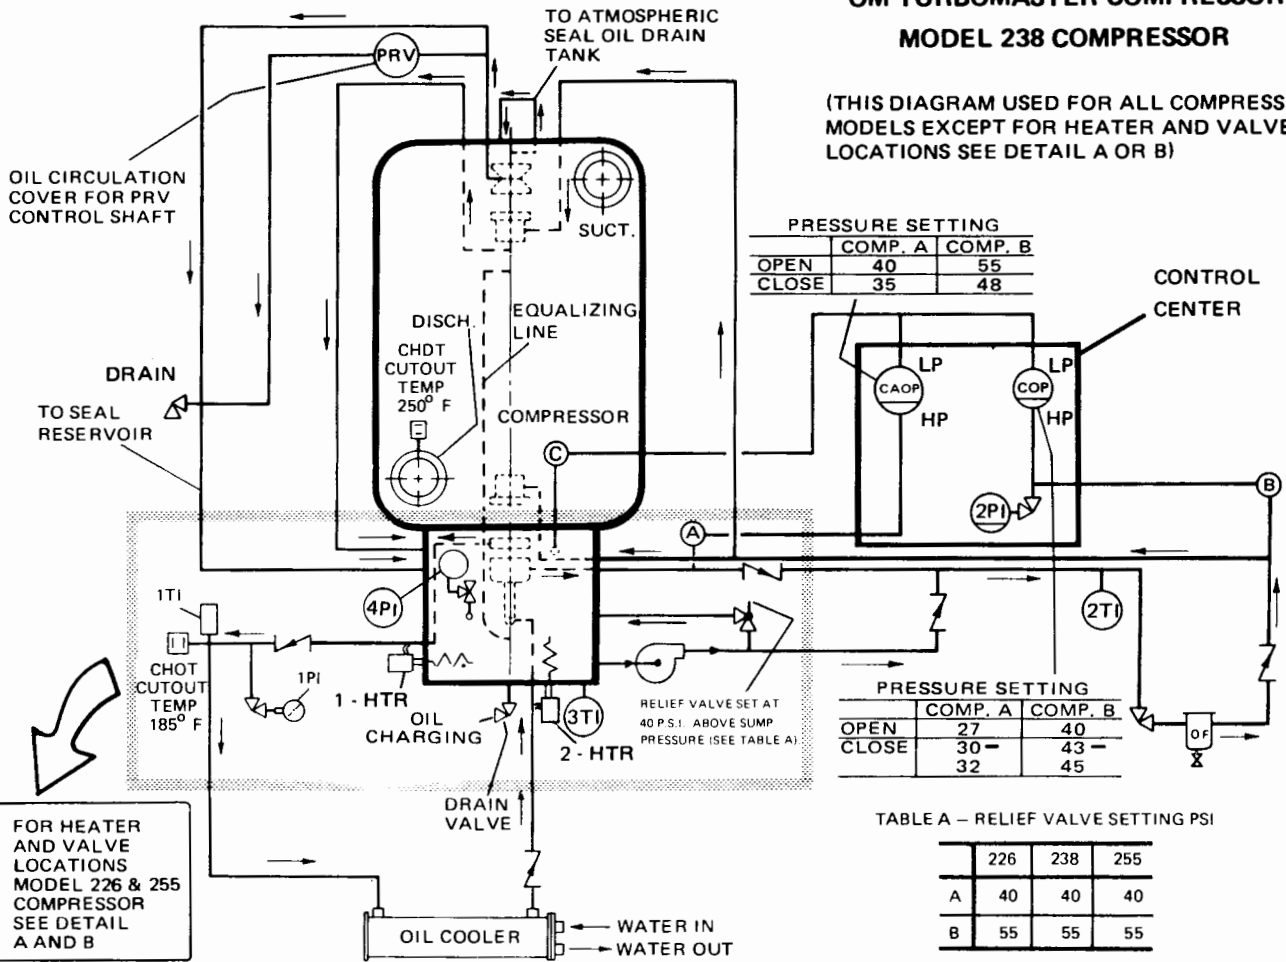 OM TURBOMASTER COMPRESSOR
MODEL 238 COMPRESSOR
(THIS DIAGRAM USED FOR ALL COMPRESS
MODELS EXCEPT FOR HEATER AND VALVE
LOCATIONS SEE DETAIL A OR B)
TO ATMOSPHERIC
SEAL OIL DRAIN
TANK
PRV
OIL CIRCULATION
COVER FOR PRV
CONTROL SHAFT
SUCT.
PRESSURE SETTING
COMP. A COMP. B
OPEN 40 55
CLOSE 35 48
CONTROL
CENTER
DISCH.
EQUALIZING
LINE
CHDT
CUTOUT
TEMP
250° F
COMPRESSOR
DRAIN
TO SEAL
RESERVOIR
LP
CAOP
HP
LP
COP
HP
C
2PI
B
A
4PI
1TI
2TI
CHOT
CUTOUT
TEMP
185° F
1PI
1 - HTR
OIL
CHARGING
3TI
2 - HTR
RELIEF VALVE SET AT
40 P.S.I. ABOVE SUMP
PRESSURE (SEE TABLE A)
PRESSURE SETTING
COMP. A COMP. B
OPEN 27 40
CLOSE 30 – 43 –
32 45
OF
DRAIN
VALVE
FOR HEATER
AND VALVE
LOCATIONS
MODEL 226 & 255
COMPRESSOR
SEE DETAIL
A AND B
OIL COOLER
WATER IN
WATER OUT
TABLE A – RELIEF VALVE SETTING PSI
226 238 255
A 40 40 40
B 55 55 55